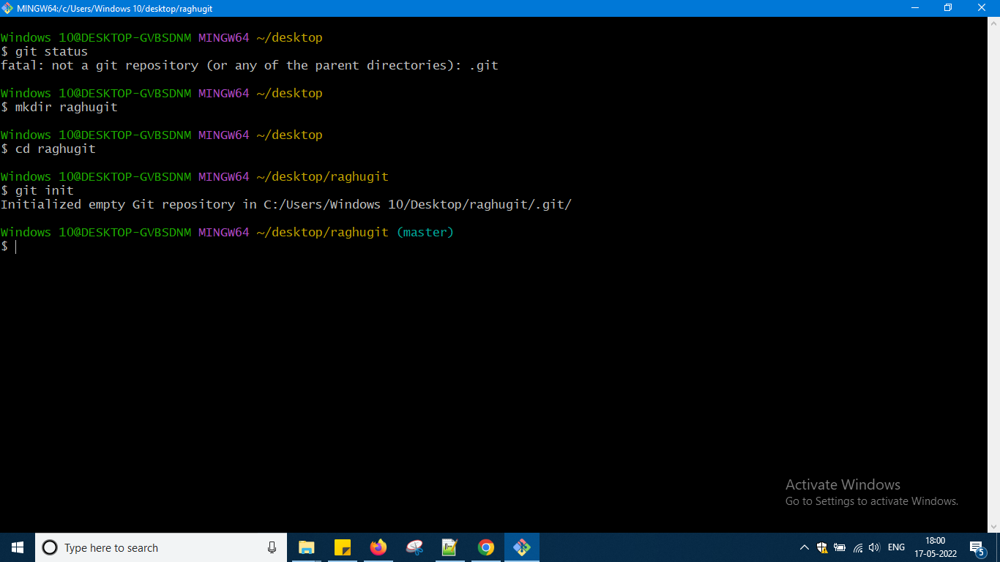 MINGW64:/c/Users/Windows 10/desktop/raghugit
Windows 10@DESKTOP-GVBSDNM MINGW64 ~/desktop
$ git status
fatal: not a git repository (or any of the parent directories): .git
Windows 10@DESKTOP-GVBSDNM MINGW64 ~/desktop
$ mkdir raghugit
Windows 10@DESKTOP-GVBSDNM MINGW64 ~/desktop
$ cd raghugit
Windows 10@DESKTOP-GVBSDNM MINGW64 ~/desktop/raghugit
$ git init
Initialized empty Git repository in C:/Users/Windows 10/Desktop/raghugit/.git/
Windows 10@DESKTOP-GVBSDNM MINGW64 ~/desktop/raghugit (master)
$
Activate Windows
Go to Settings to activate Windows.
Type here to search
ENG
18:00
17-05-2022
5